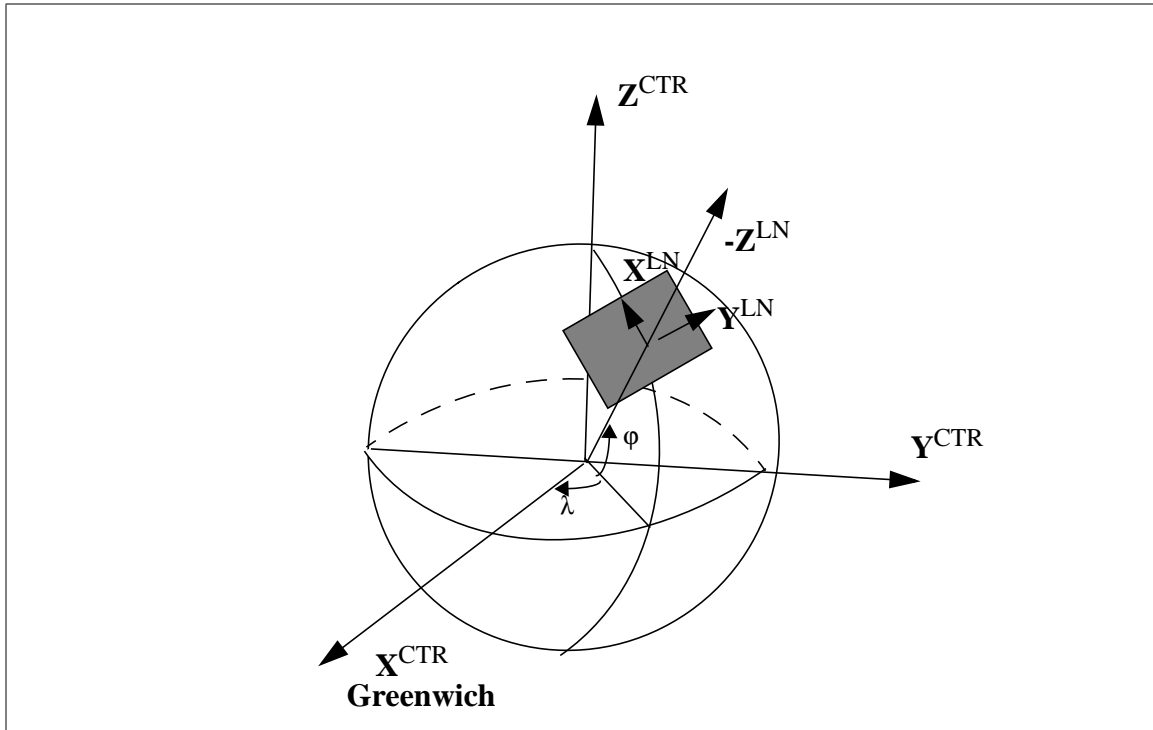 Z^CTR
-Z^LN
X^LN
Y^LN
φ
Y^CTR
λ
X^CTR
Greenwich